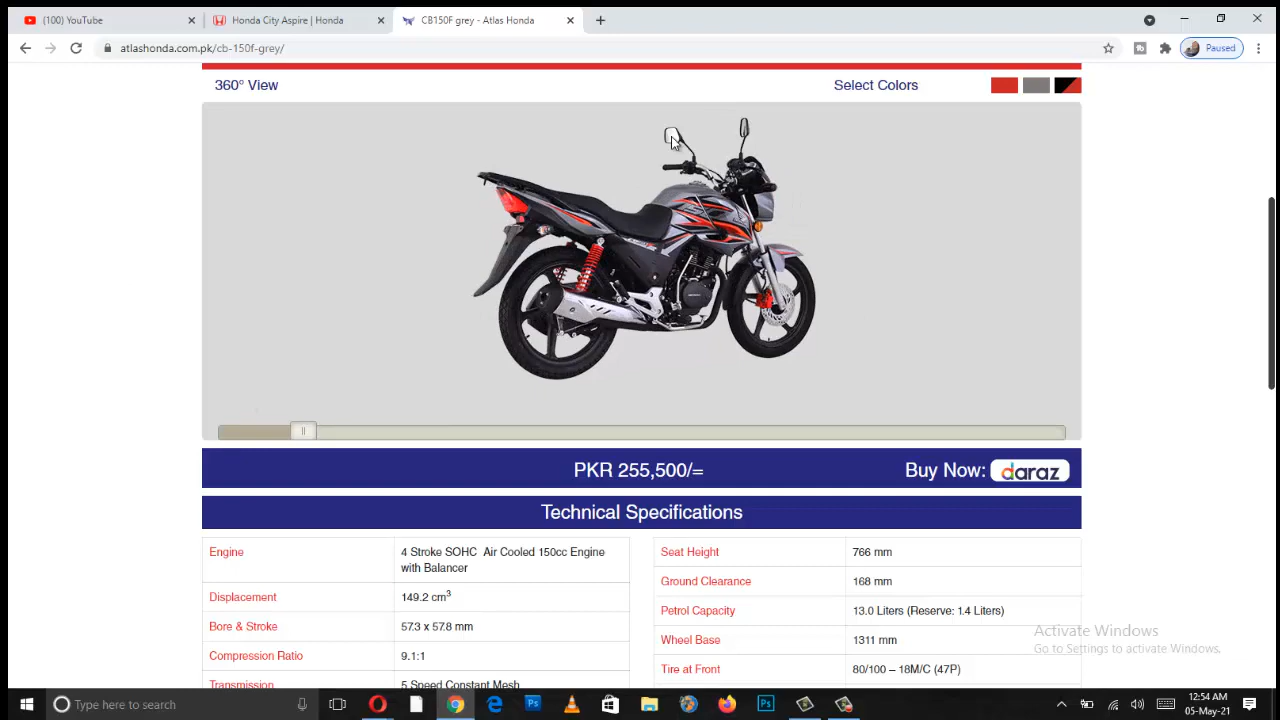 (100) YouTube
Honda City Aspire | Honda
CB150F grey - Atlas Honda
atlashonda.com.pk/cb-150f-grey/
Paused
360° View
Select Colors
PKR 255,500/=
Buy Now: daraz
Technical Specifications
Engine
4 Stroke SOHC Air Cooled 150cc Engine
with Balancer
Displacement
149.2 cm³
Bore & Stroke
57.3 x 57.8 mm
Compression Ratio
9.1:1
Transmission
5 Speed Constant Mesh
Seat Height
766 mm
Ground Clearance
168 mm
Petrol Capacity
13.0 Liters (Reserve: 1.4 Liters)
Wheel Base
1311 mm
Tire at Front
80/100 – 18M/C (47P)
Activate Windows
Go to Settings to activate Windows.
Type here to search
12:54 AM
05-May-21